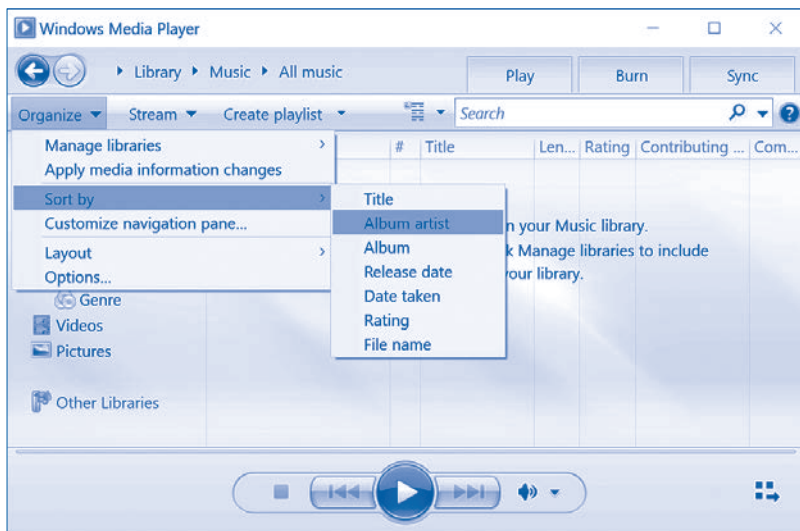 Windows Media Player
Library Music All music
Play Burn Sync
Organize Stream Create playlist Search
Manage libraries
# Title Len... Rating Contributing ... Com...
Apply media information changes
Sort by
Title
Customize navigation pane...
Album artist
n your Music library.
Layout
Album
k Manage libraries to include
Options...
Release date
our library.
Genre
Date taken
Videos
Rating
Pictures
File name
Other Libraries